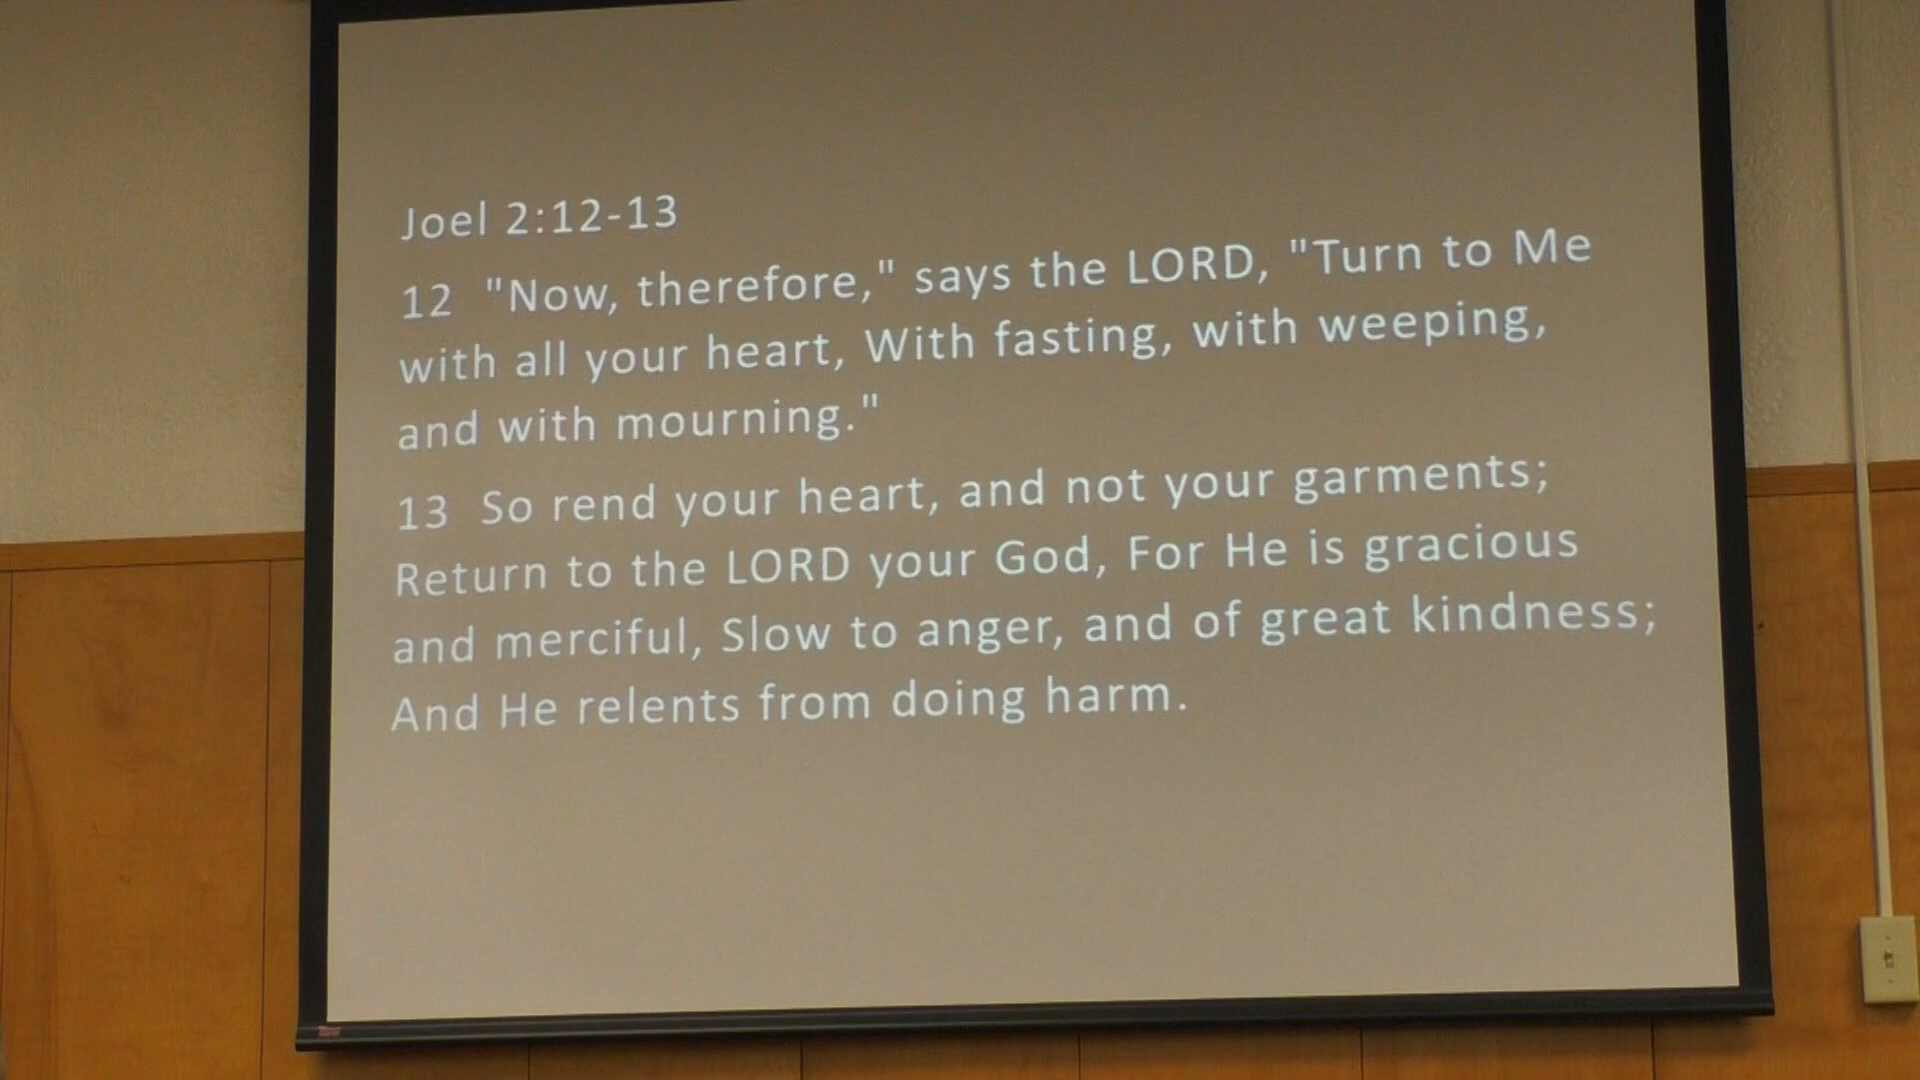 Joel 2:12-13
12 "Now, therefore," says the LORD, "Turn to Me
with all your heart, With fasting, with weeping,
and with mourning."
13 So rend your heart, and not your garments;
Return to the LORD your God, For He is gracious
and merciful, Slow to anger, and of great kindness;
And He relents from doing harm.